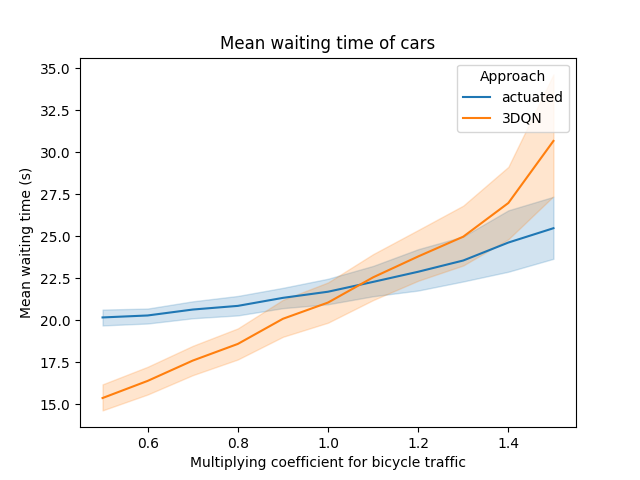 Mean waiting time of cars
Approach
actuated
3DQN
35.0
32.5
30.0
27.5
25.0
22.5
20.0
17.5
15.0
Mean waiting time (s)
0.6 0.8 1.0 1.2 1.4
Multiplying coefficient for bicycle traffic